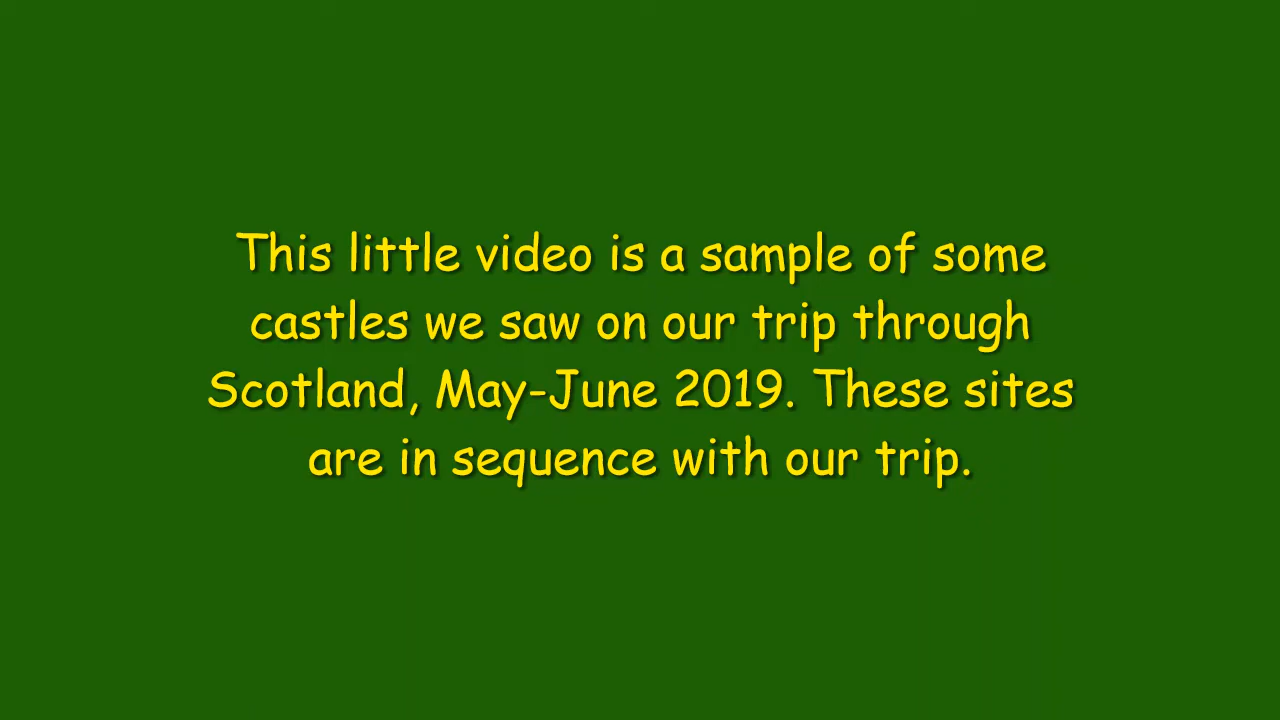 This little video is a sample of some
castles we saw on our trip through
Scotland, May-June 2019. These sites
are in sequence with our trip.